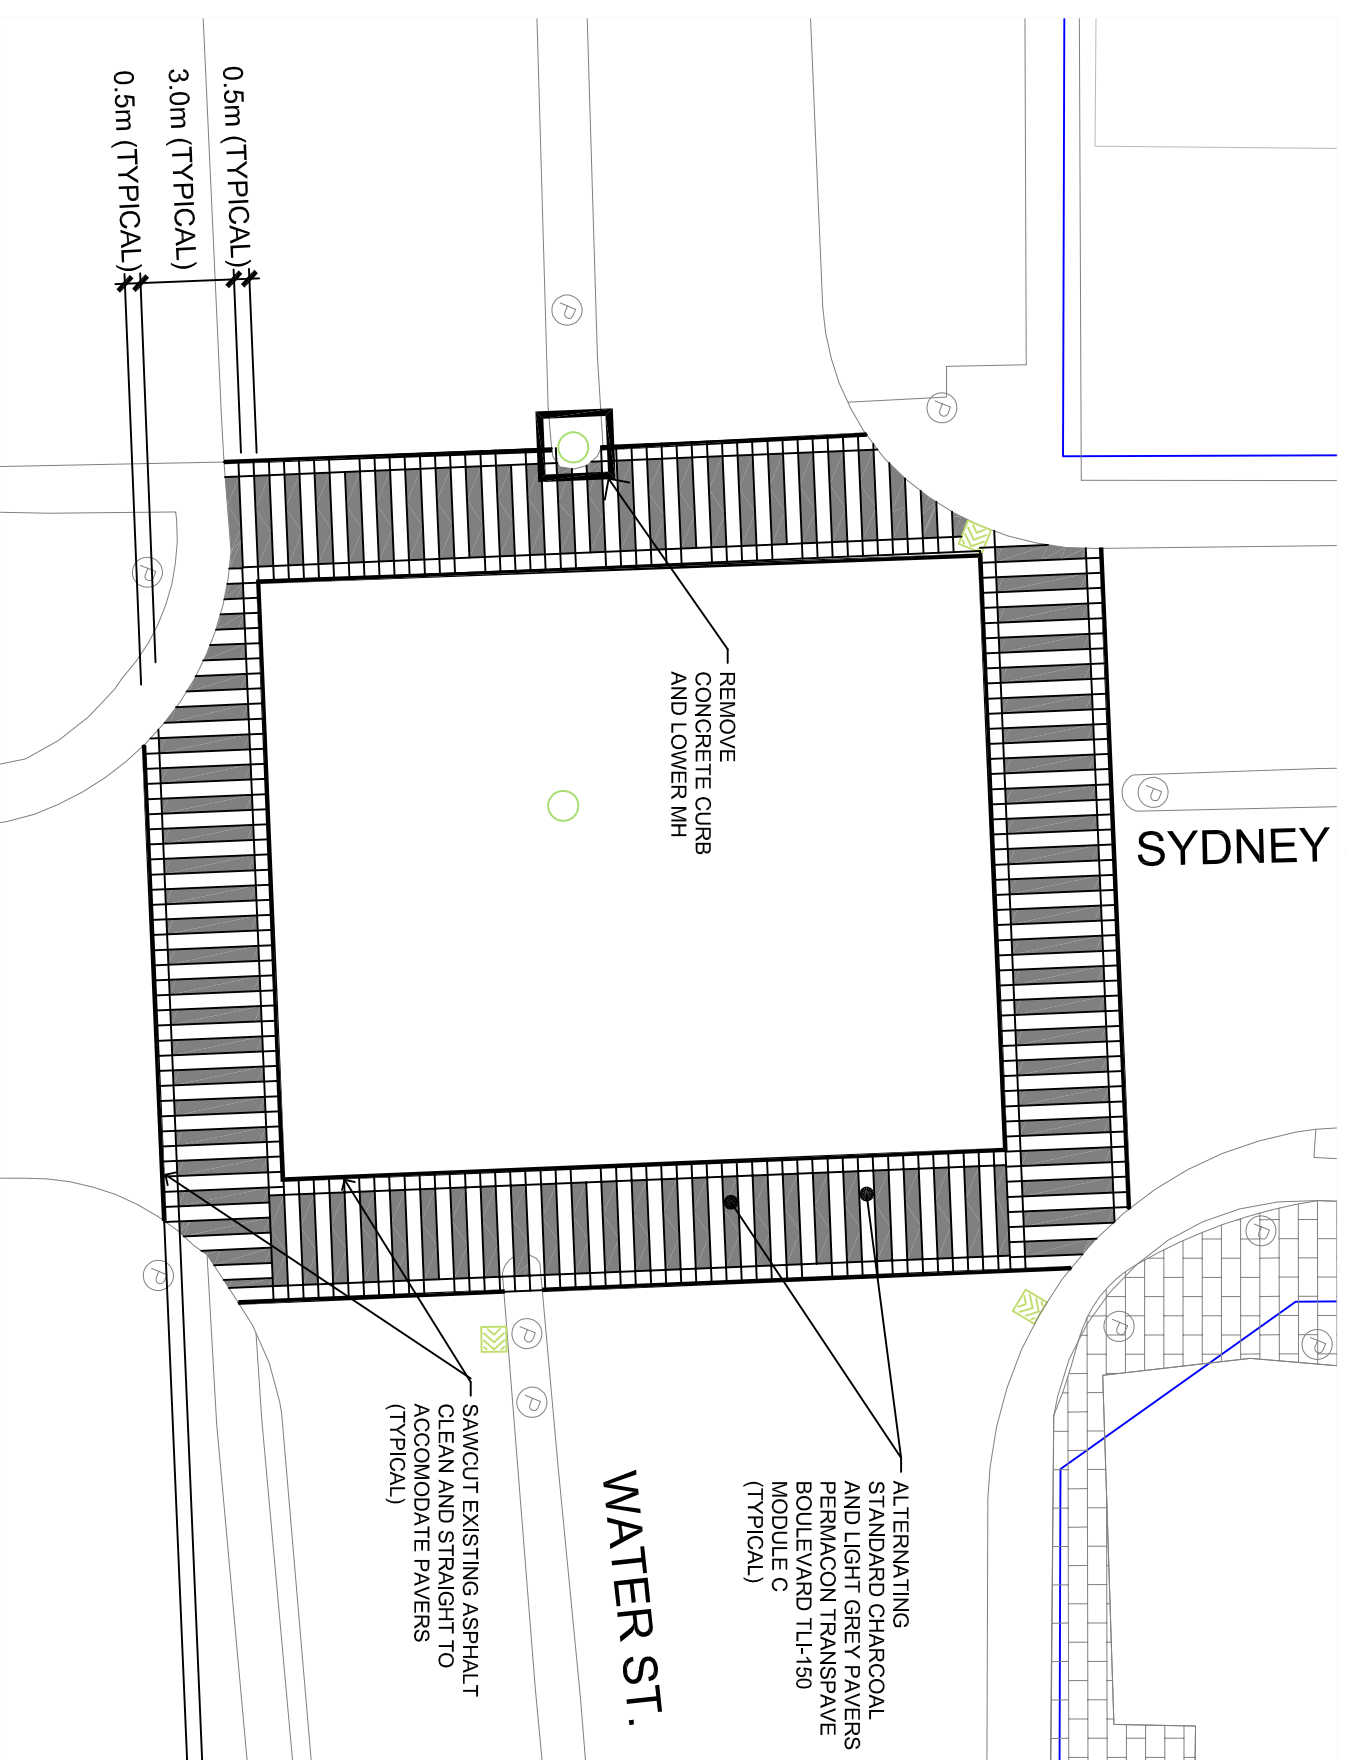 0.5m (TYPICAL)
3.0m (TYPICAL)
0.5m (TYPICAL)
P
P
P
REMOVE
CONCRETE CURB
AND LOWER MH
P
SYDNEY
P
P
P
P
P
P
SAWCUT EXISTING ASPHALT
CLEAN AND STRAIGHT TO
ACCOMODATE PAVERS
(TYPICAL)
WATER ST.
ALTERNATING
STANDARD CHARCOAL
AND LIGHT GREY PAVERS
PERMACON TRANSPAVE
BOULEVARD TLI-150
MODULE C
(TYPICAL)